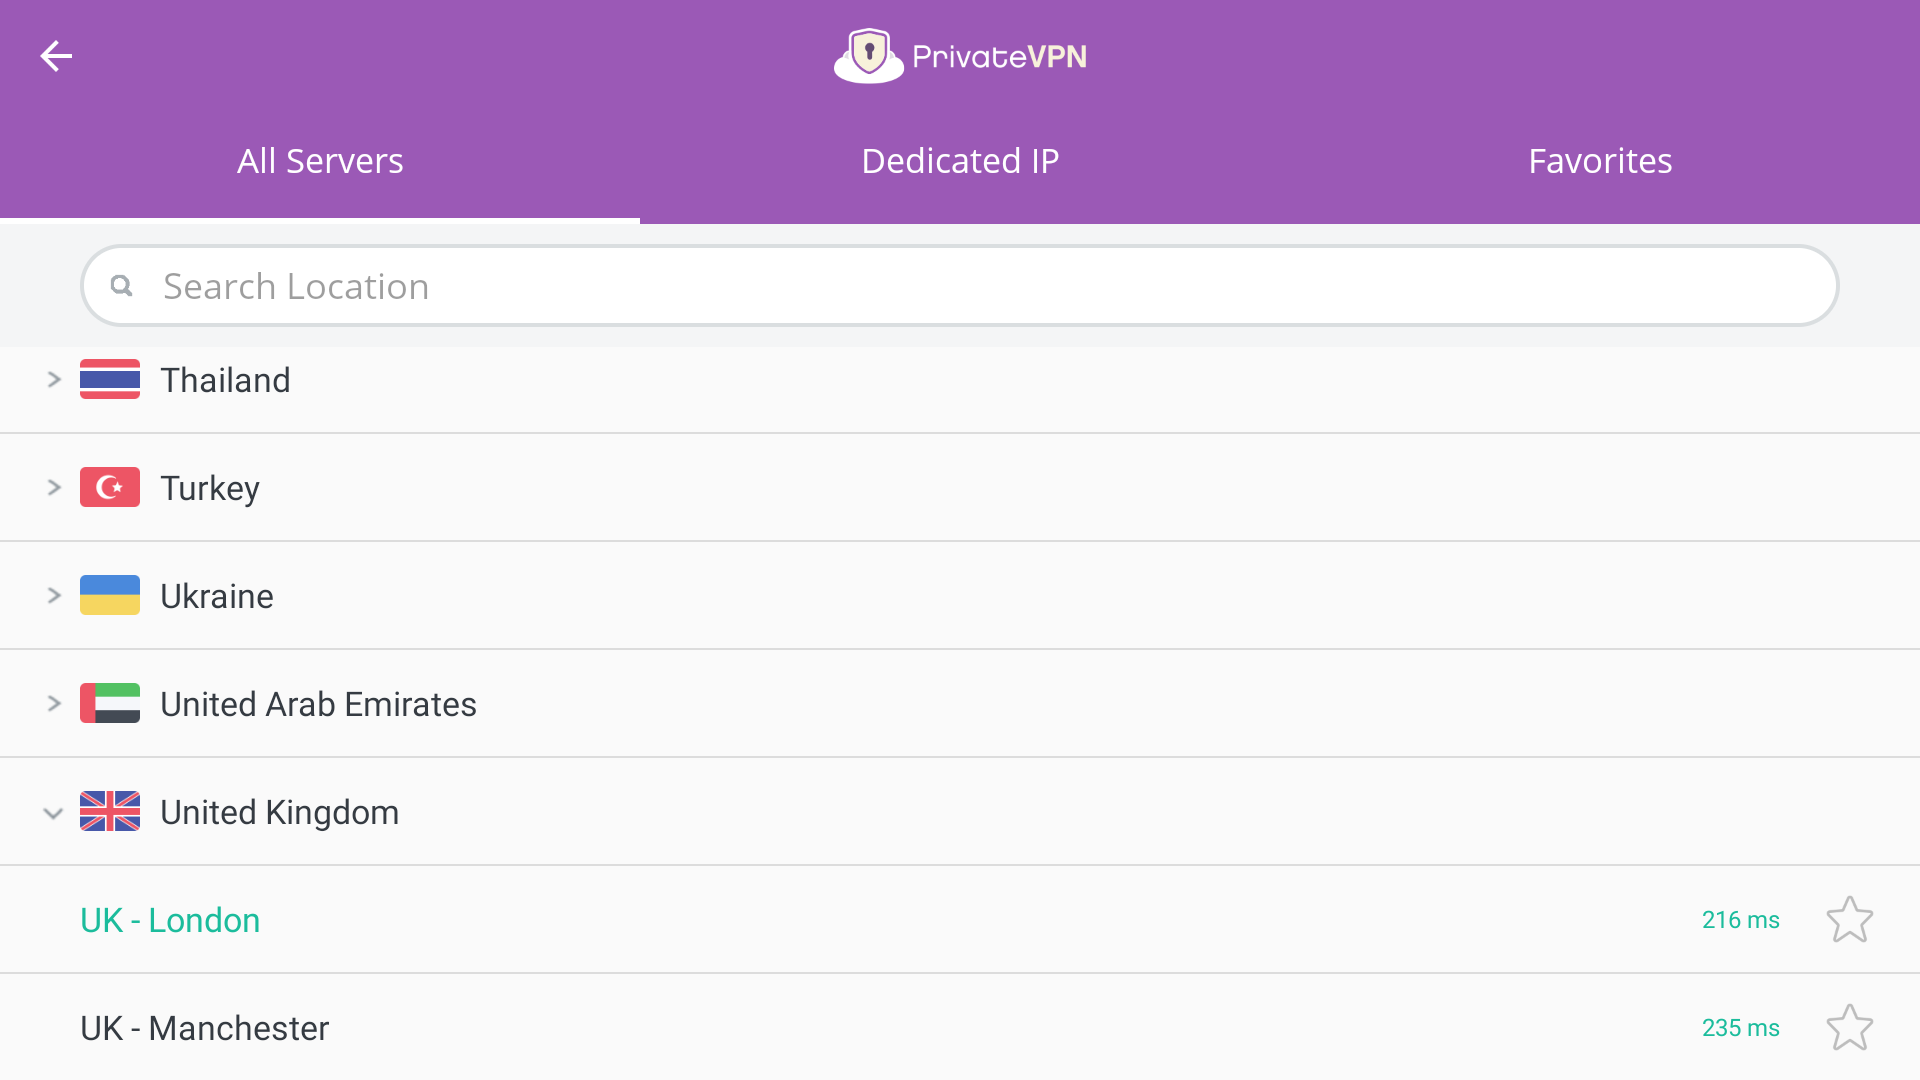 PrivateVPN
All Servers
Dedicated IP
Favorites
Search Location
Thailand
Turkey
Ukraine
United Arab Emirates
United Kingdom
UK - London
216 ms
UK - Manchester
235 ms